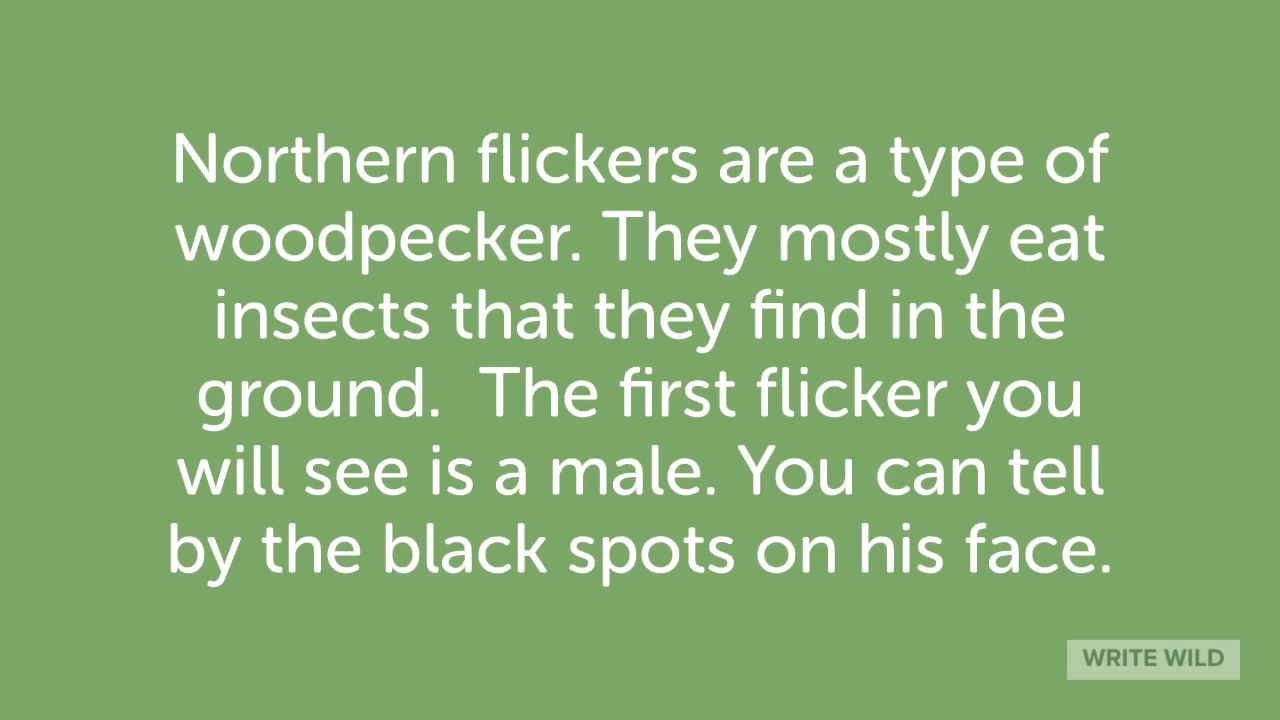 Northern flickers are a type of
woodpecker. They mostly eat
insects that they find in the
ground.  The first flicker you
will see is a male. You can tell
by the black spots on his face.
WRITE WILD